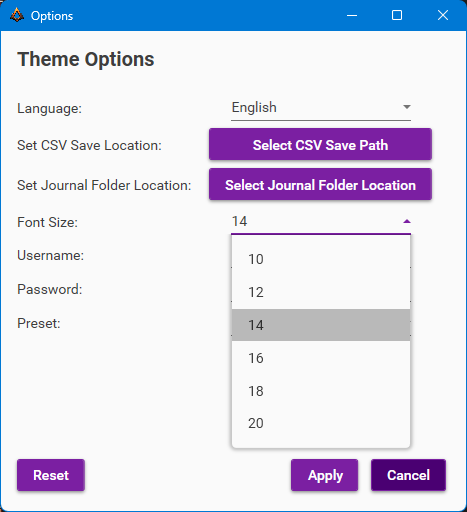 Options
Theme Options
Language: English
Set CSV Save Location: Select CSV Save Path
Set Journal Folder Location: Select Journal Folder Location
Font Size: 14
10
Username:
12
Password:
14
Preset:
16
18
20
Reset Apply Cancel